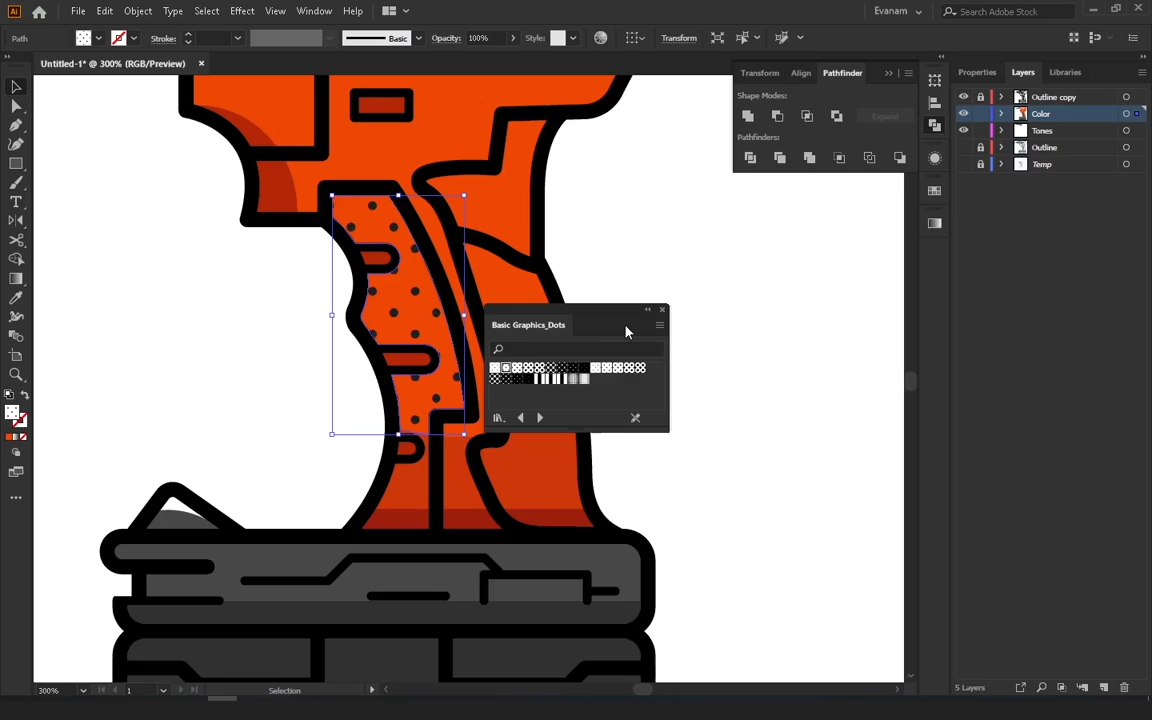 Ai File Edit Object Type Select Effect View Window Help Evanam Search Adobe Stock
Path Stroke: Basic Opacity: 100% Style: Transform
Untitled-1* @ 300% (RGB/Preview)
Transform Align Pathfinder
Shape Modes:
Expand
Pathfinders:
Properties Layers Libraries
Outline copy
Color
Tones
Outline
Temp
Basic Graphics_Dots
300% 1 Selection
5 Layers